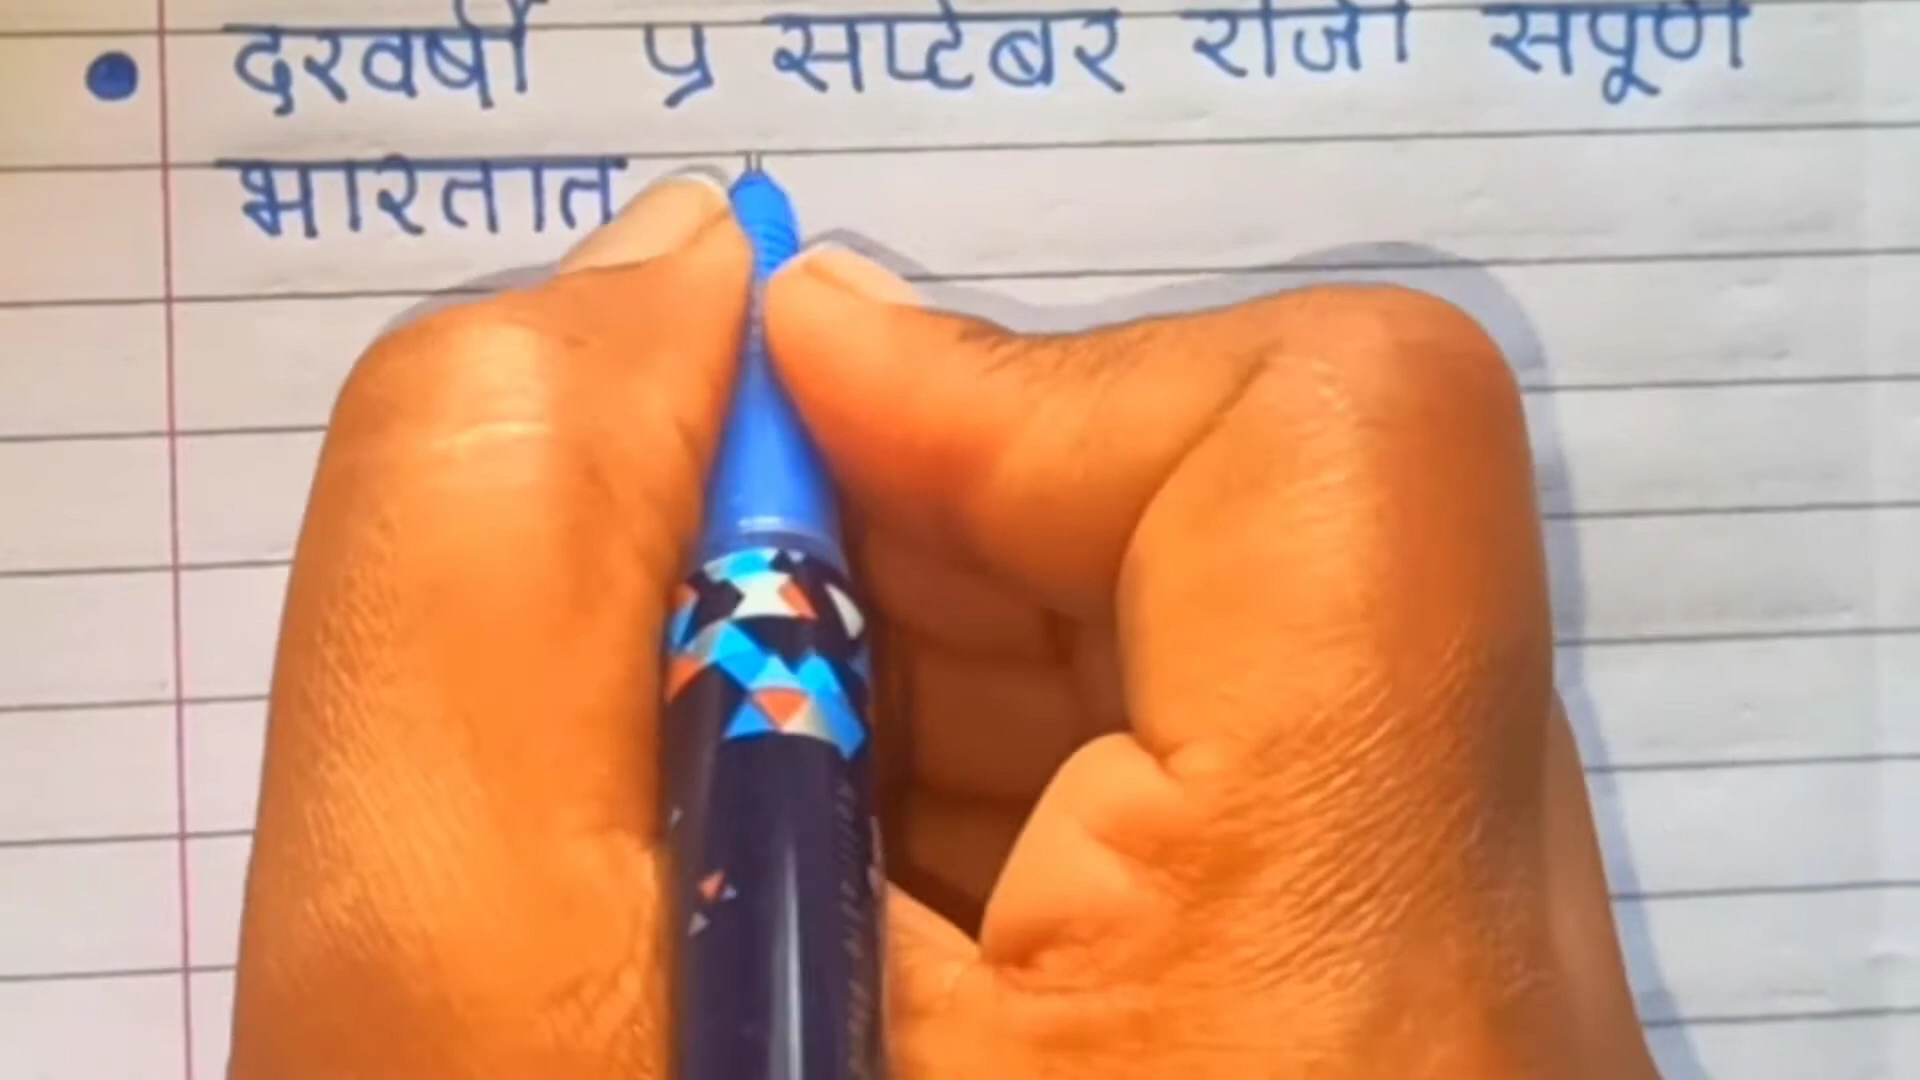 दरवर्षी ५ सप्टेंबर रोजी संपूर्ण
भारतात